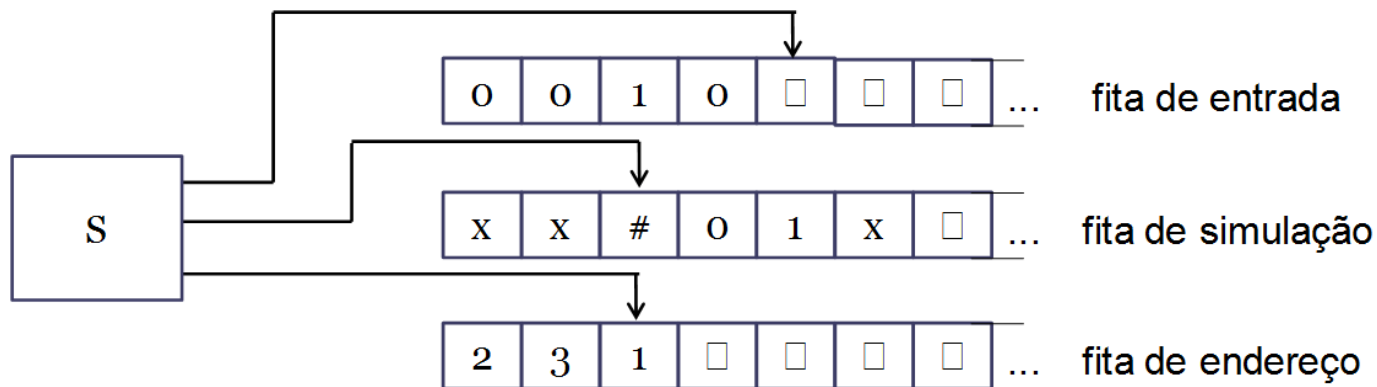 0 0 1 0 □ □ □ ... fita de entrada
S
x x # 0 1 x □ ... fita de simulação
2 3 1 □ □ □ □ ... fita de endereço